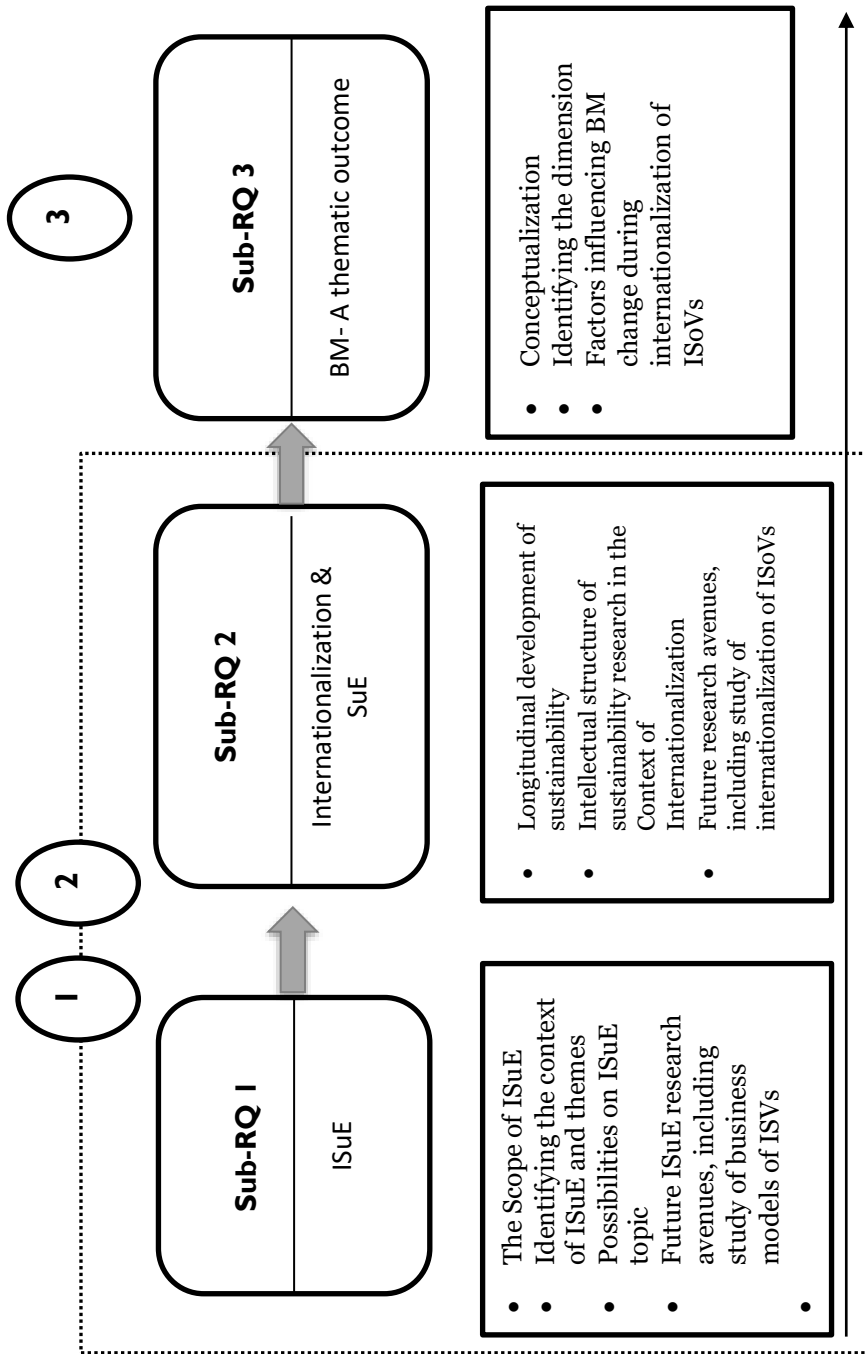 1
2
3
Sub-RQ 1
ISuE
Sub-RQ 2
Internationalization &
SuE
Sub-RQ 3
BM- A thematic outcome
• The Scope of ISuE
• Identifying the context
of ISuE and themes
• Possibilities on ISuE
topic
• Future ISuE research
avenues, including
study of business
models of ISVs
•
• Longitudinal development of
sustainability
• Intellectual structure of
sustainability research in the
Context of
Internationalization
• Future research avenues,
including study of
internationalization of ISoVs
• Conceptualization
• Identifying the dimension
• Factors influencing BM
change during
internationalization of
ISoVs